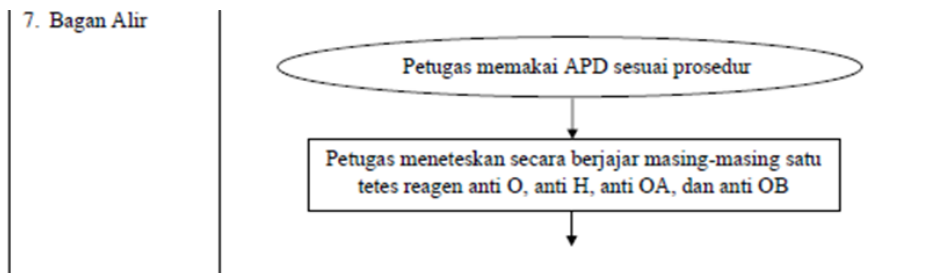 7. Bagan Alir
Petugas memakai APD sesuai prosedur
Petugas meneteskan secara berjajar masing-masing satu
tetes reagen anti O, anti H, anti OA, dan anti OB